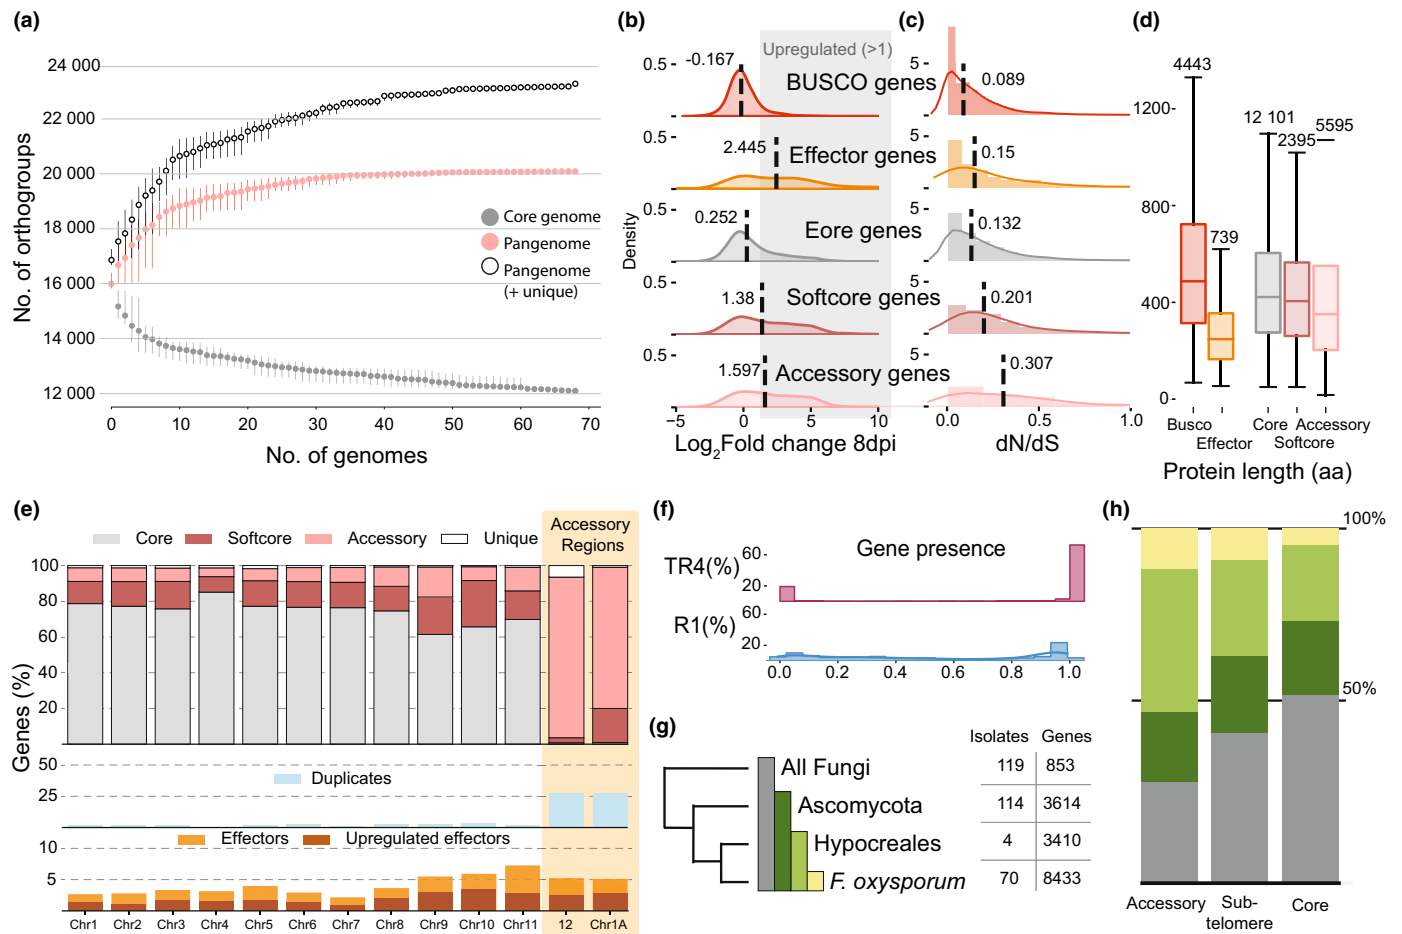 (a)
24 000
22 000
20 000
18 000
16 000
14 000
12 000
No. of orthogroups
0 10 20 30 40 50 60 70
No. of genomes
Core genome
Pangenome
Pangenome
(+ unique)
(b)
Upregulated (>1)
0.5
-0.167
BUSCO genes
0.5
2.445
Effector genes
0.5
0.252
Eore genes
0.5
1.38
Softcore genes
0.5
1.597
Accessory genes
Density
−5 0 5 10
Log2Fold change 8dpi
(c)
5
0.089
5
0.15
5
0.132
5
0.201
5
0.307
0.0 0.5 1.0
dN/dS
(d)
4443
1200
12 101
2395
5595
800
739
400
0
Busco
Effector
Core
Softcore
Accessory
Protein length (aa)
(e)
Core Softcore Accessory Unique
Accessory
Regions
100
80
60
40
20
Genes (%)
50
25
Duplicates
Effectors Upregulated effectors
10
5
Chr1 Chr2 Chr3 Chr4 Chr5 Chr6 Chr7 Chr8 Chr9 Chr10 Chr11 12 Chr1A
(f)
Gene presence
TR4(%)
60
20
R1(%)
60
20
0.0 0.2 0.4 0.6 0.8 1.0
(g)
Isolates Genes
All Fungi 119 853
Ascomycota 114 3614
Hypocreales 4 3410
F. oxysporum 70 8433
(h)
100%
50%
Accessory
Sub-
telomere
Core